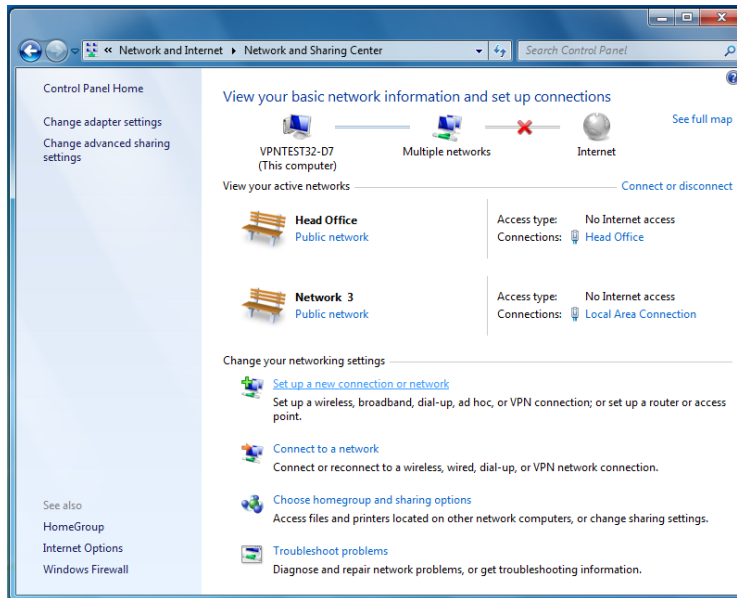 « Network and Internet ▸ Network and Sharing Center
Search Control Panel
Control Panel Home
Change adapter settings
Change advanced sharing
settings
See also
HomeGroup
Internet Options
Windows Firewall
View your basic network information and set up connections
See full map
VPNTEST32-D7
(This computer)
Multiple networks
Internet
View your active networks
Connect or disconnect
Head Office
Public network
Access type: No Internet access
Connections: Head Office
Network 3
Public network
Access type: No Internet access
Connections: Local Area Connection
Change your networking settings
Set up a new connection or network
Set up a wireless, broadband, dial-up, ad hoc, or VPN connection; or set up a router or access
point.
Connect to a network
Connect or reconnect to a wireless, wired, dial-up, or VPN network connection.
Choose homegroup and sharing options
Access files and printers located on other network computers, or change sharing settings.
Troubleshoot problems
Diagnose and repair network problems, or get troubleshooting information.